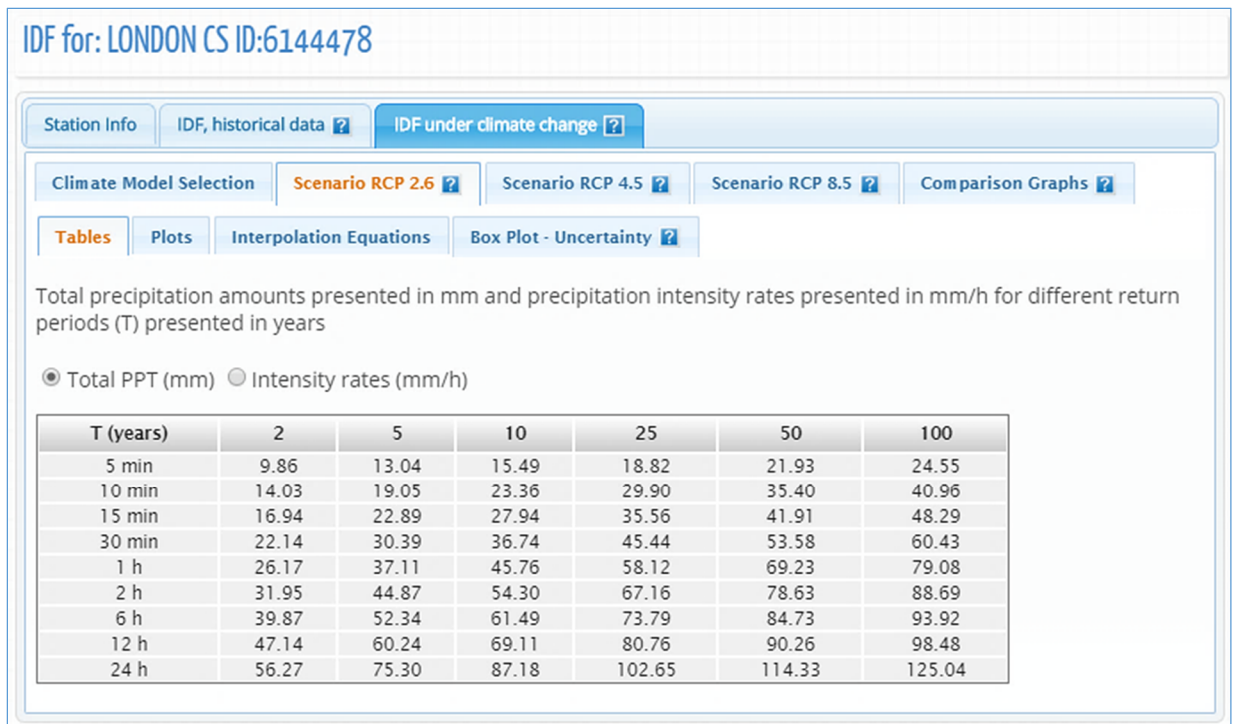 IDF for: LONDON CS ID:6144478
Station Info IDF, historical data ? IDF under climate change ?
Climate Model Selection Scenario RCP 2.6 ? Scenario RCP 4.5 ? Scenario RCP 8.5 ? Comparison Graphs ?
Tables Plots Interpolation Equations Box Plot - Uncertainty ?
Total precipitation amounts presented in mm and precipitation intensity rates presented in mm/h for different return
periods (T) presented in years
Total PPT (mm) Intensity rates (mm/h)
T (years) 2 5 10 25 50 100
5 min 9.86 13.04 15.49 18.82 21.93 24.55
10 min 14.03 19.05 23.36 29.90 35.40 40.96
15 min 16.94 22.89 27.94 35.56 41.91 48.29
30 min 22.14 30.39 36.74 45.44 53.58 60.43
1 h 26.17 37.11 45.76 58.12 69.23 79.08
2 h 31.95 44.87 54.30 67.16 78.63 88.69
6 h 39.87 52.34 61.49 73.79 84.73 93.92
12 h 47.14 60.24 69.11 80.76 90.26 98.48
24 h 56.27 75.30 87.18 102.65 114.33 125.04